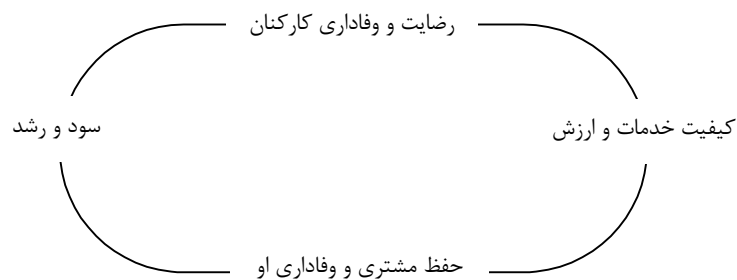 رضایت و وفاداری کارکنان
کیفیت خدمات و ارزش
سود و رشد
حفظ مشتری و وفاداری او